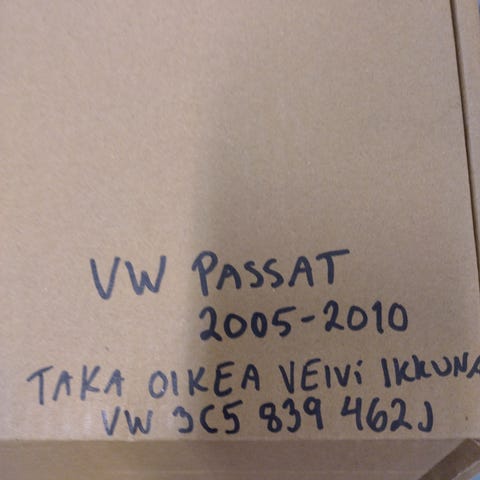 VW PASSAT
2005-2010
TAKA OIKEA VEIVi IKKUNA
VW 3C5 839 462J